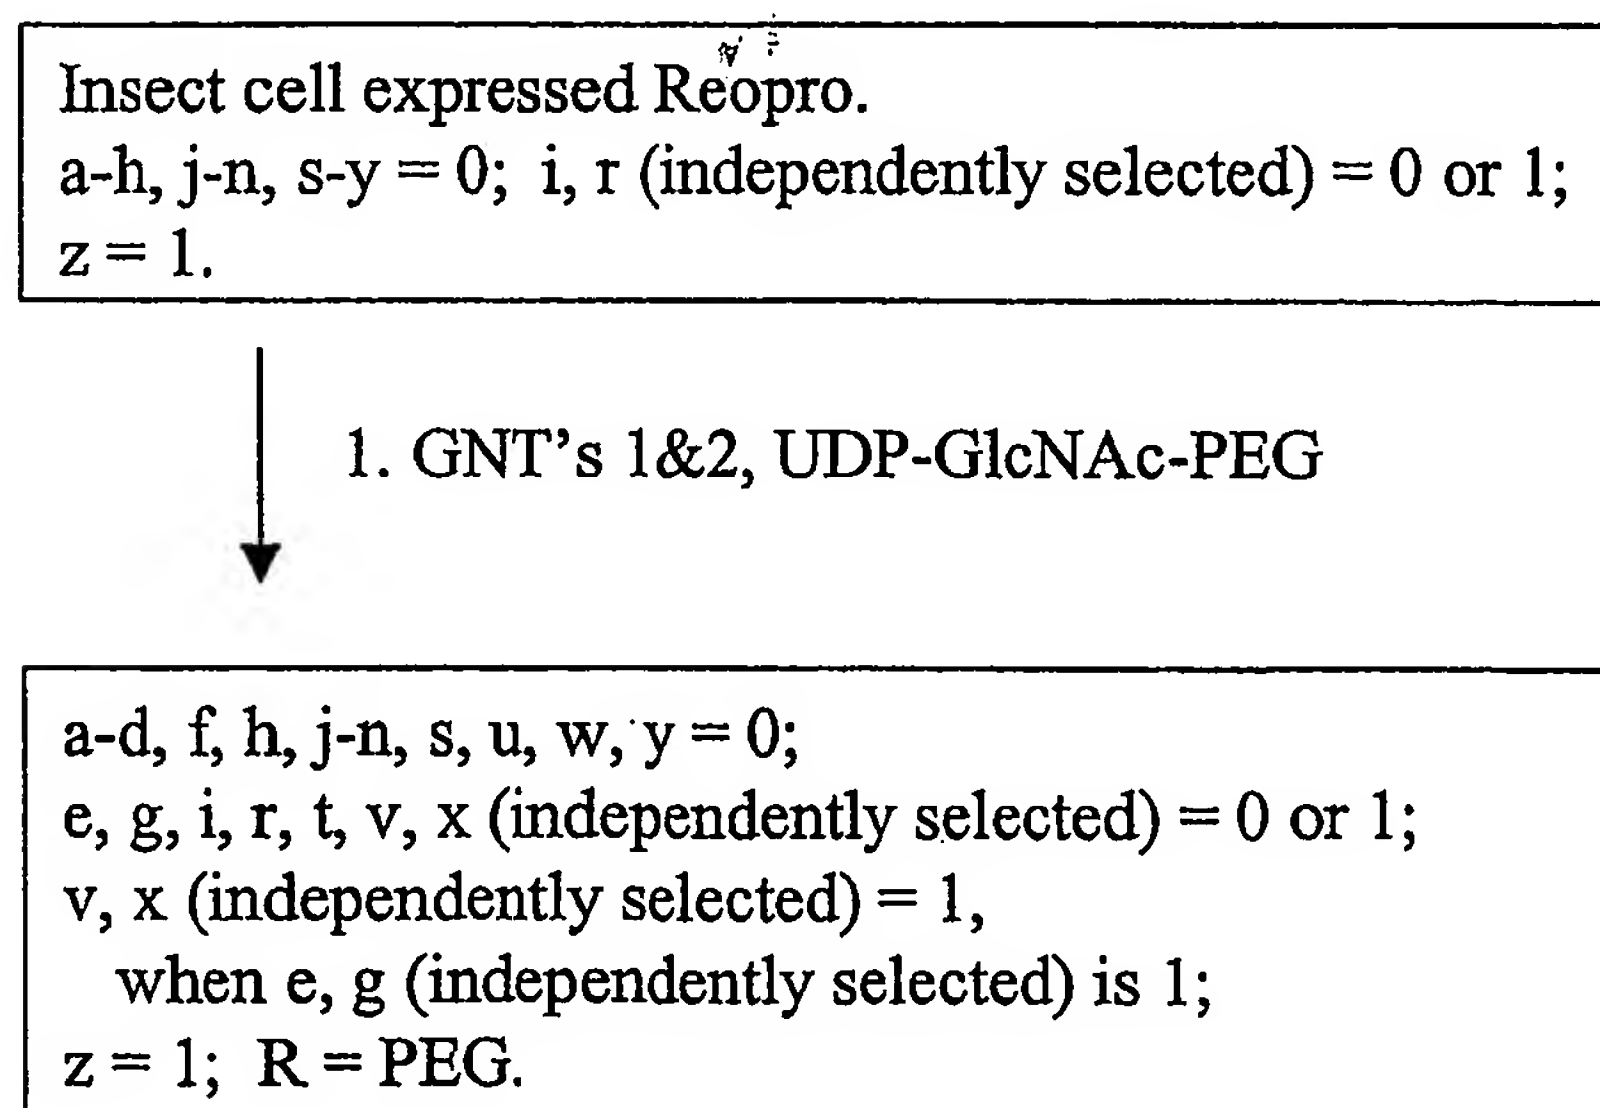 Insect cell expressed Reopro.
a-h, j-n, s-y = 0; i, r (independently selected) = 0 or 1;
z = 1.
1. GNT's 1&2, UDP-GlcNAc-PEG
a-d, f, h, j-n, s, u, w, y = 0;
e, g, i, r, t, v, x (independently selected) = 0 or 1;
v, x (independently selected) = 1,
when e, g (independently selected) is 1;
z = 1; R = PEG.